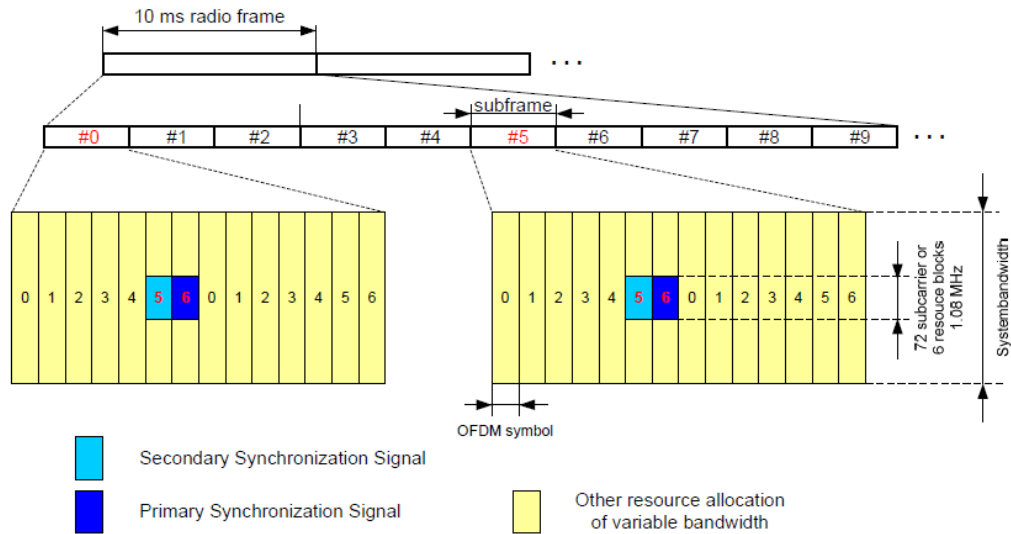 10 ms radio frame
...
subframe
#0 #1 #2 #3 #4 #5 #6 #7 #8 #9 ...
0 1 2 3 4 5 6 0 1 2 3 4 5 6
0 1 2 3 4 5 6 0 1 2 3 4 5 6
72 subcarrier or
6 resouce blocks
1.08 MHz
Systembandwidth
OFDM symbol
Secondary Synchronization Signal
Primary Synchronization Signal
Other resource allocation
of variable bandwidth